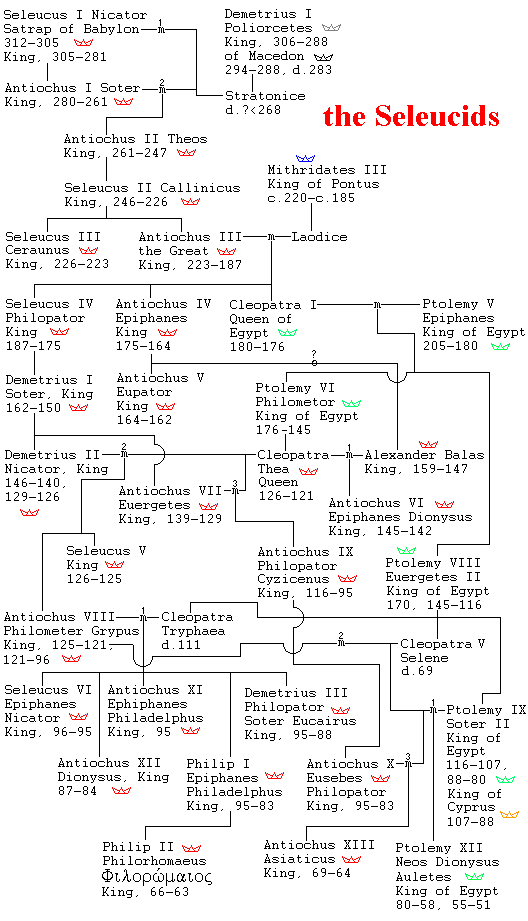 Seleucus I Nicator
Satrap of Babylon
312–305
King, 305-281
Demetrius I
Poliorcetes
King, 306-288
of Macedon
294-288, d.283
m
1
Antiochus I Soter
King, 280-261
2
m
Stratonice
d.?<268
the Seleucids
Antiochus II Theos
King, 261-247
Mithridates III
King of Pontus
c.220-c.185
Seleucus II Callinicus
King, 246-226
Seleucus III
Ceraunus
King, 226-223
Antiochus III
the Great
King, 223-187
m
Laodice
Seleucus IV
Philopator
King
187-175
Antiochus IV
Epiphanes
King
175-164
Cleopatra I
Queen of
Egypt
180-176
m
Ptolemy V
Epiphanes
King of Egypt
205-180
?
o
Demetrius I
Soter, King
162-150
Antiochus V
Eupator
King
164-162
Ptolemy VI
Philometor
King of Egypt
176-145
Demetrius II
Nicator, King
146-140,
129-126
2
m
Cleopatra
Thea
Queen
126-121
1
m
Alexander Balas
King, 159-147
Antiochus VII
Euergetes
King, 139-129
3
m
Antiochus VI
Epiphanes Dionysus
King, 145-142
Seleucus V
King
126-125
Antiochus IX
Philopator
Cyzicenus
King, 116-95
Ptolemy VIII
Euergetes II
King of Egypt
170, 145-116
Antiochus VIII
Philometer Grypus
King, 125-121,
121-96
1
m
Cleopatra
Tryphaea
d.111
2
m
Cleopatra V
Selene
d.69
Seleucus VI
Epiphanes
Nicator
King, 96-95
Antiochus XI
Ephiphanes
Philadelphus
King, 95
Demetrius III
Philopator
Soter Eucairus
King, 95-88
1
m
Ptolemy IX
Soter II
King of
Egypt
116-107,
88-80
King of
Cyprus
107-88
Antiochus XII
Dionysus, King
87-84
Philip I
Epiphanes
Philadelphus
King, 95-83
Antiochus X
Eusebes
Philopator
King, 95-83
3
m
Philip II
Philorhomaeus
Φιλορώματος
King, 66-63
Antiochus XIII
Asiaticus
King, 69-64
Ptolemy XII
Neos Dionysus
Auletes
King of Egypt
80-58, 55-51